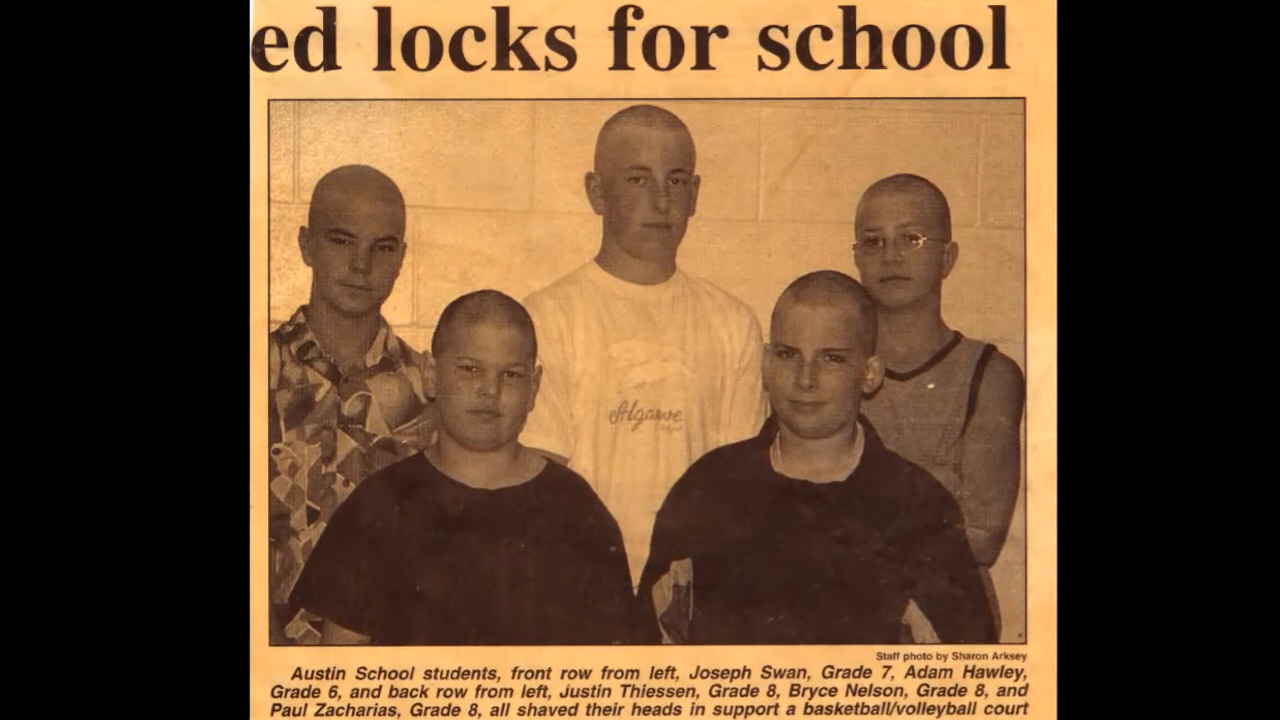 ed locks for school
Algarve
Staff photo by Sharon Arksey
Austin School students, front row from left, Joseph Swan, Grade 7, Adam Hawley,
Grade 6, and back row from left, Justin Thiessen, Grade 8, Bryce Nelson, Grade 8, and
Paul Zacharias, Grade 8, all shaved their heads in support a basketball/volleyball court